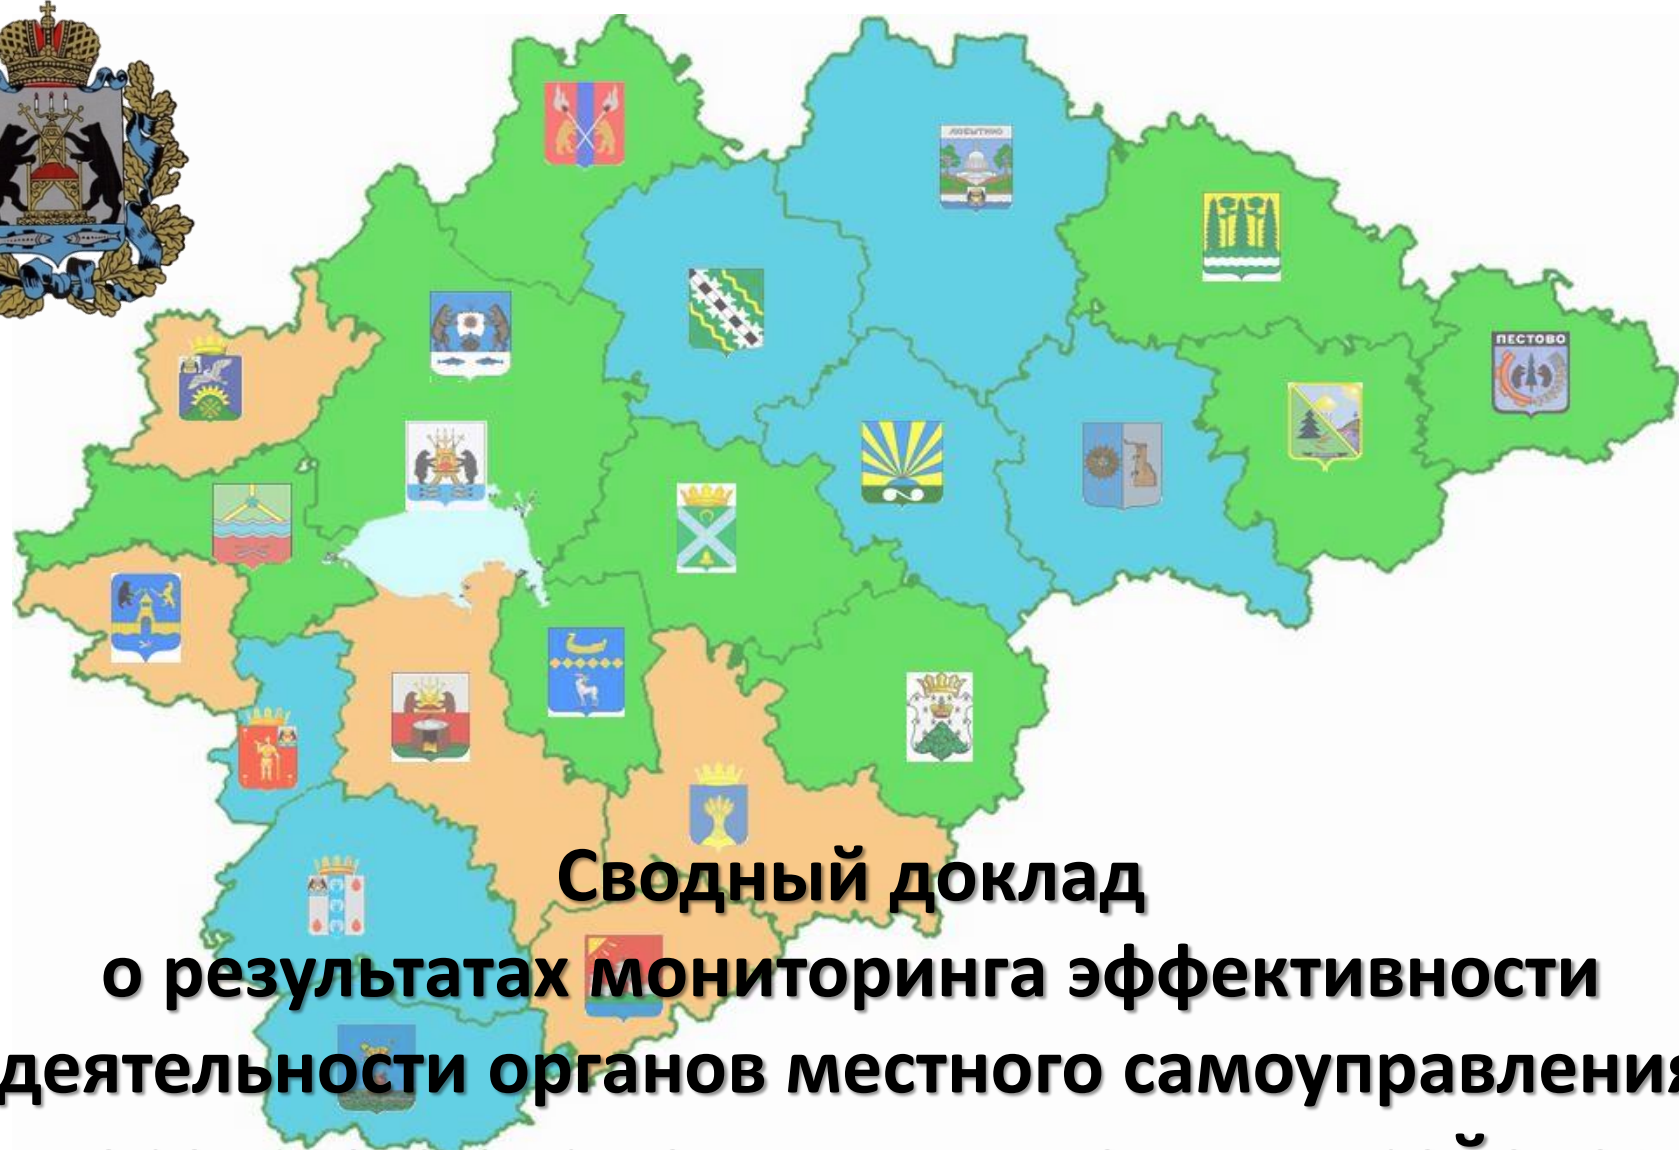 ЛЮБЫТИНО
ПЕСТОВО
Сводный доклад
о результатах мониторинга эффективности
деятельности органов местного самоуправления